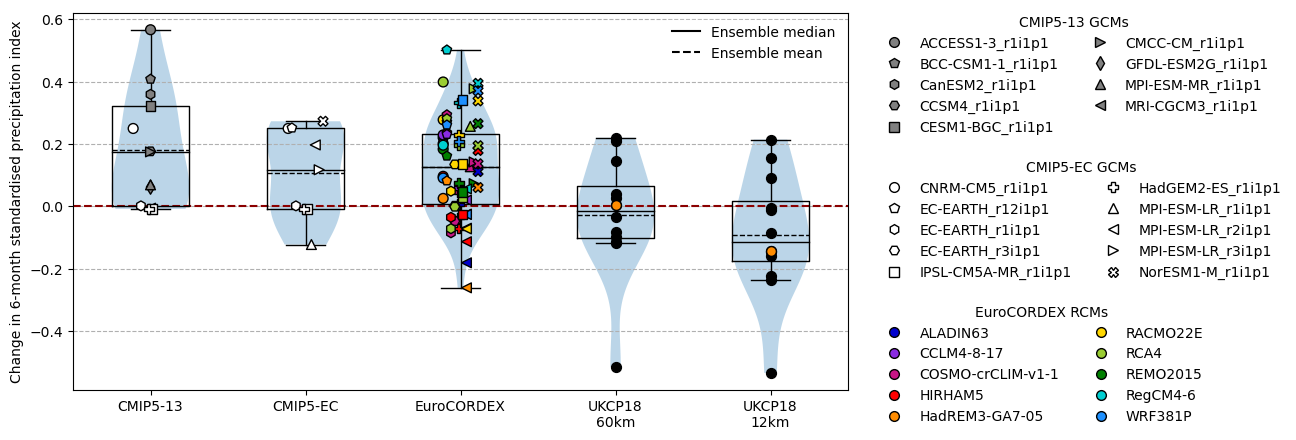 Change in 6-month standardised precipitation index
0.6
0.4
0.2
0.0
−0.2
−0.4
Ensemble median
Ensemble mean
CMIP5-13
CMIP5-EC
EuroCORDEX
UKCP18
60km
UKCP18
12km
CMIP5-13 GCMs
ACCESS1-3_r1i1p1
BCC-CSM1-1_r1i1p1
CanESM2_r1i1p1
CCSM4_r1i1p1
CESM1-BGC_r1i1p1
CMCC-CM_r1i1p1
GFDL-ESM2G_r1i1p1
MPI-ESM-MR_r1i1p1
MRI-CGCM3_r1i1p1
CMIP5-EC GCMs
CNRM-CM5_r1i1p1
EC-EARTH_r12i1p1
EC-EARTH_r1i1p1
EC-EARTH_r3i1p1
IPSL-CM5A-MR_r1i1p1
HadGEM2-ES_r1i1p1
MPI-ESM-LR_r1i1p1
MPI-ESM-LR_r2i1p1
MPI-ESM-LR_r3i1p1
NorESM1-M_r1i1p1
EuroCORDEX RCMs
ALADIN63
CCLM4-8-17
COSMO-crCLIM-v1-1
HIRHAM5
HadREM3-GA7-05
RACMO22E
RCA4
REMO2015
RegCM4-6
WRF381P